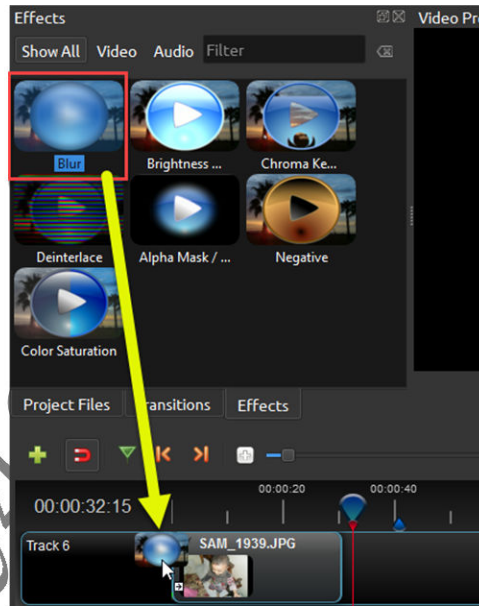 Effects
Video Pr
Show All Video Audio Filter
Blur
Brightness ...
Chroma Ke...
Deinterlace
Alpha Mask / ...
Negative
Color Saturation
Project Files
ransitions
Effects
00:00:20
00:00:40
00:00:32:15
Track 6
SAM_1939.JPG